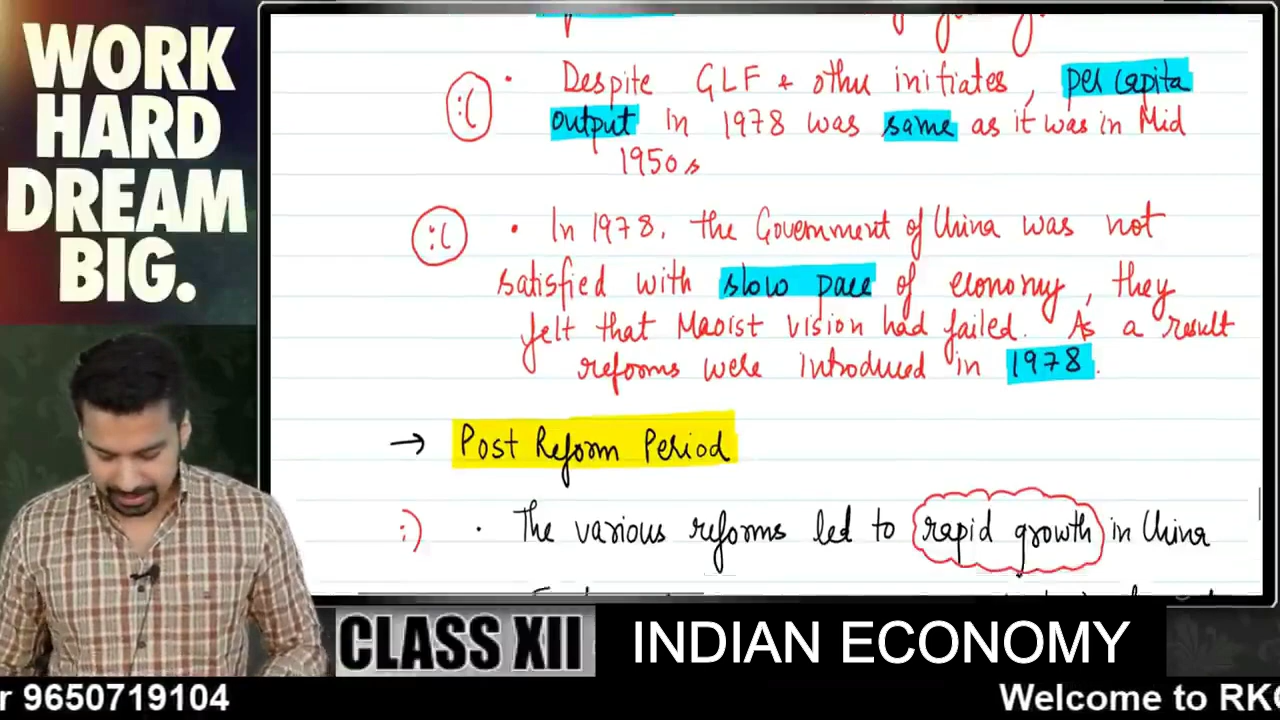 WORK
HARD
DREAM
BIG.
:( · Despite GLF + other initiates, per capita
output in 1978 was same as it was in Mid
1950s
:( · In 1978, the Government of China was not
satisfied with slow pace of economy, they
felt that Maoist vision had failed. As a result
reforms were introduced in 1978.
→ Post Reform Period
:) · The various reforms led to rapid growth in China
CLASS XII
INDIAN ECONOMY
r 9650719104
Welcome to RKG